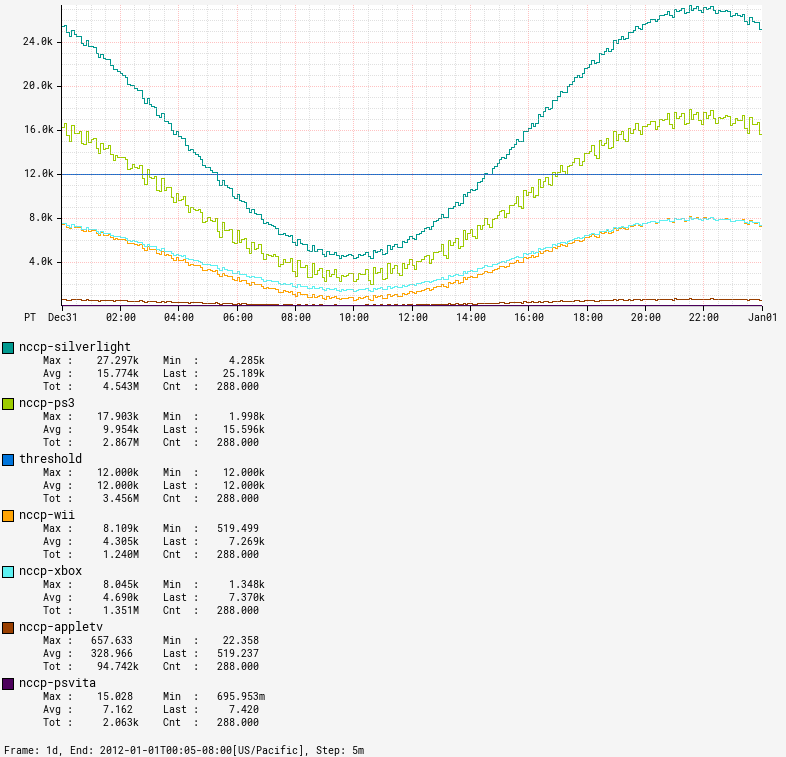 24.0k
20.0k
16.0k
12.0k
8.0k
4.0k
PT Dec31 02:00 04:00 06:00 08:00 10:00 12:00 14:00 16:00 18:00 20:00 22:00 Jan01
nccp-silverlight
Max : 27.297k Min : 4.285k
Avg : 15.774k Last : 25.189k
Tot : 4.543M Cnt : 288.000
nccp-ps3
Max : 17.903k Min : 1.998k
Avg : 9.954k Last : 15.596k
Tot : 2.867M Cnt : 288.000
threshold
Max : 12.000k Min : 12.000k
Avg : 12.000k Last : 12.000k
Tot : 3.456M Cnt : 288.000
nccp-wii
Max : 8.109k Min : 519.499
Avg : 4.305k Last : 7.269k
Tot : 1.240M Cnt : 288.000
nccp-xbox
Max : 8.045k Min : 1.348k
Avg : 4.690k Last : 7.370k
Tot : 1.351M Cnt : 288.000
nccp-appletv
Max : 657.633 Min : 22.358
Avg : 328.966 Last : 519.237
Tot : 94.742k Cnt : 288.000
nccp-psvita
Max : 15.028 Min : 695.953m
Avg : 7.162 Last : 7.420
Tot : 2.063k Cnt : 288.000
Frame: 1d, End: 2012-01-01T00:05-08:00[US/Pacific], Step: 5m